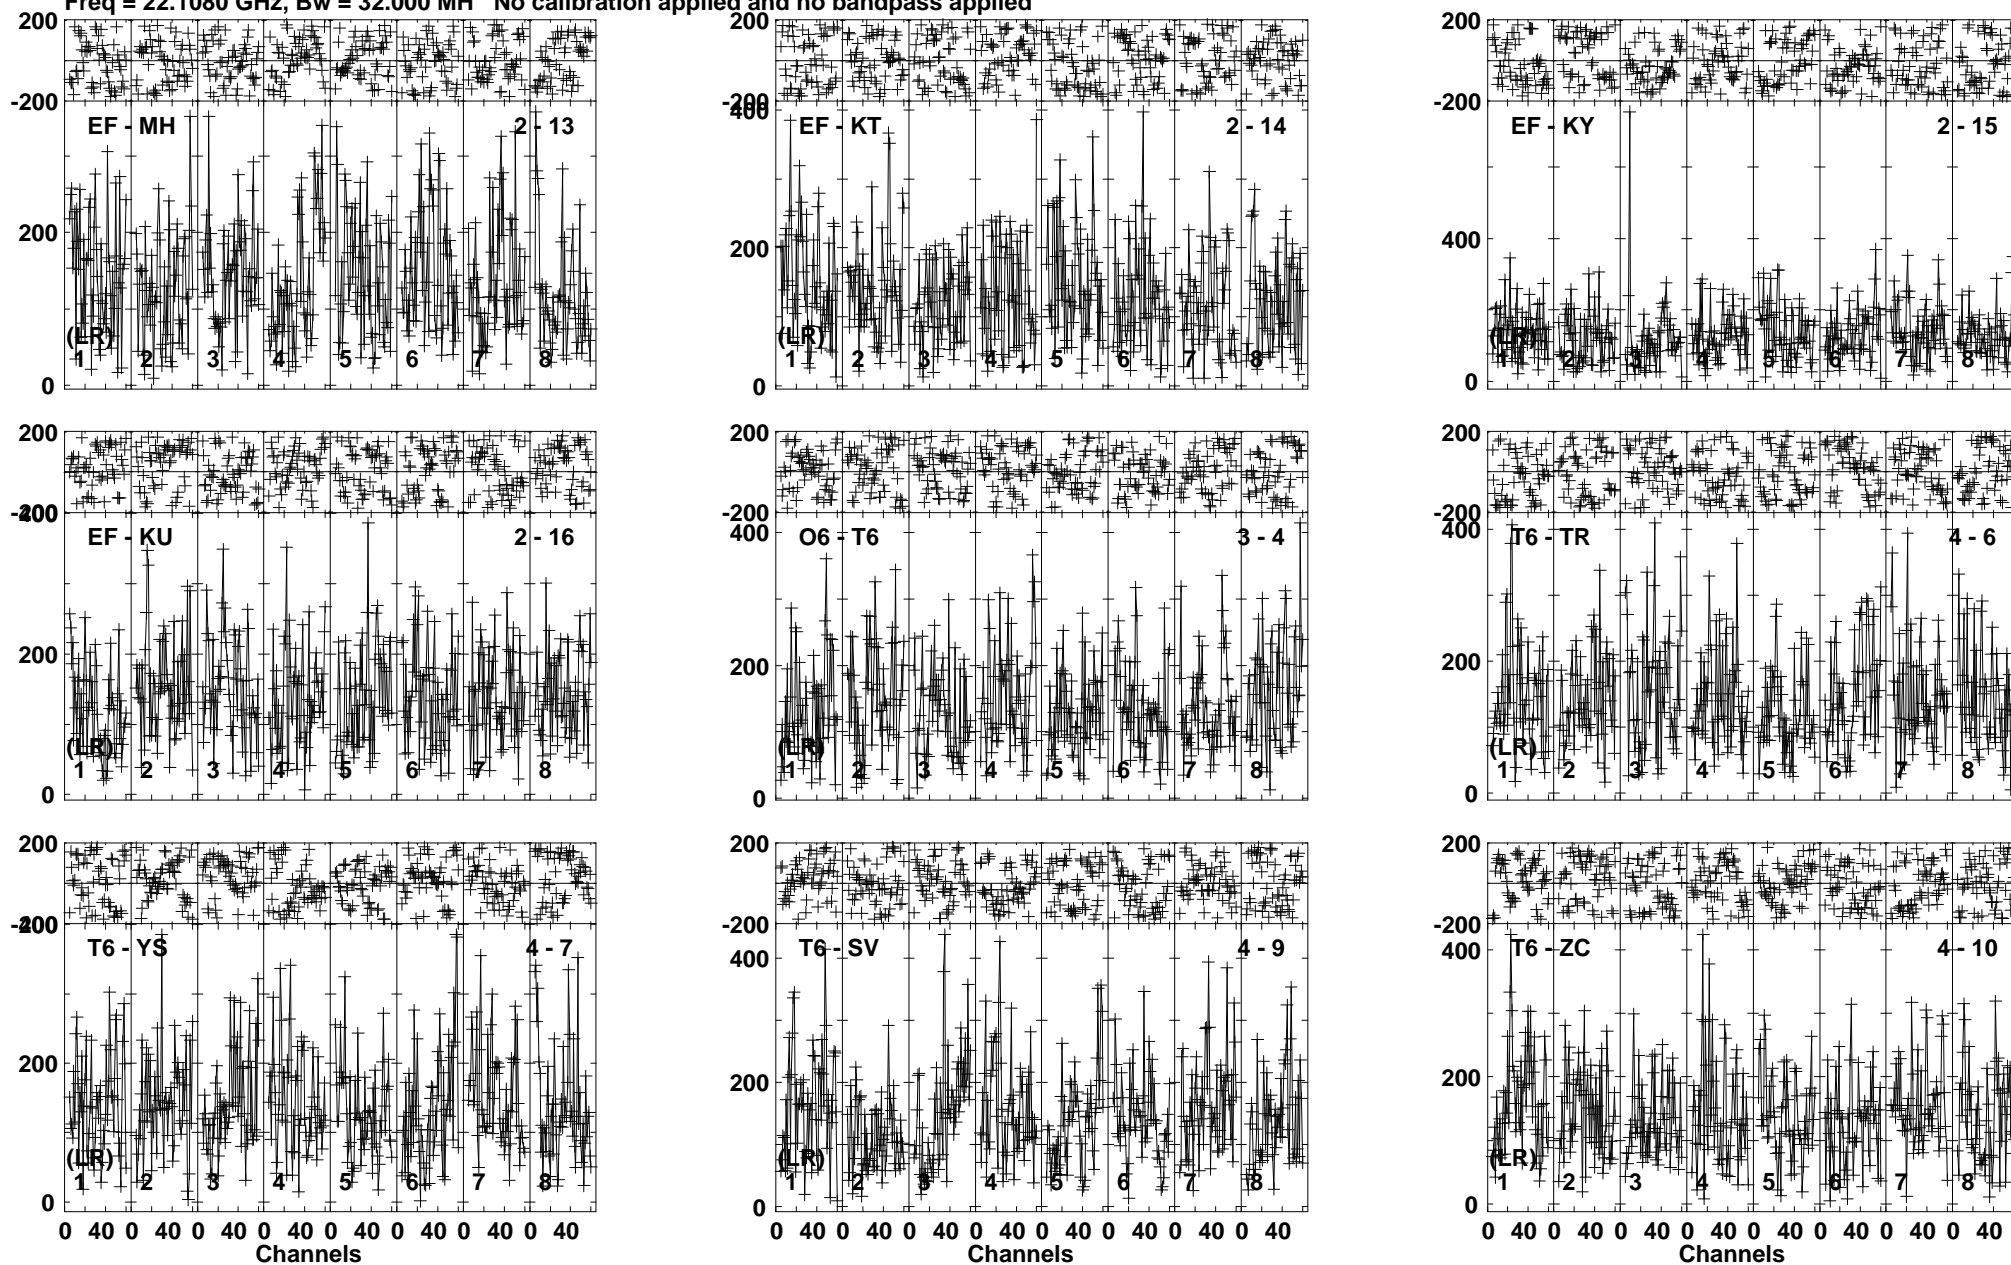 Freq = 22.1080 GHz, Bw = 32.000 MH No calibration applied and no bandpass applied
200 200 200
-200 -200 -200
EF - MH 2 - 13 400 EF - KT 2 - 14 EF - KY 2 - 15
400
200 200
(LR) (LR) (LR)
1 2 3 4 5 6 7 8 1 2 3 4 5 6 7 8 1 2 3 4 5 6 7 8
0 0 0
200 200 200
-200 -200 -200
400 EF - KU 2 - 16 400 O6 - T6 3 - 4 400 T6 - TR 4 - 6
200 200 200
(LR) (LR) (LR)
1 2 3 4 5 6 7 8 1 2 3 4 5 6 7 8 1 2 3 4 5 6 7 8
0 0 0
200 200 200
-200 -200 -200
400 T6 - YS 4 - 7 400 T6 - SV 4 - 9 400 T6 - ZC 4 - 10
200 200 200
(LR) (LR) (LR)
1 2 3 4 5 6 7 8 1 2 3 4 5 6 7 8 1 2 3 4 5 6 7 8
0 0 0
0 40 0 40 0 40 0 40 0 40 0 40 0 40 0 40 0 40 0 40 0 40 0 40 0 40 0 40 0 40 0 40 0 40 0 40 0 40 0 40 0 40 0 40 0 40 0 40
Channels Channels Channels